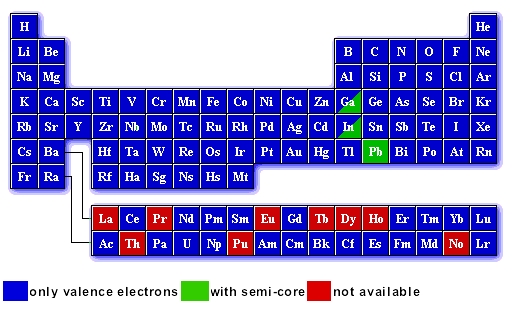 H He
Li Be B C N O F Ne
Na Mg Al Si P S Cl Ar
K Ca Sc Ti V Cr Mn Fe Co Ni Cu Zn Ga Ge As Se Br Kr
Rb Sr Y Zr Nb Mo Tc Ru Rh Pd Ag Cd In Sn Sb Te I Xe
Cs Ba Hf Ta W Re Os Ir Pt Au Hg Tl Pb Bi Po At Rn
Fr Ra Rf Ha Sg Ns Hs Mt
La Ce Pr Nd Pm Sm Eu Gd Tb Dy Ho Er Tm Yb Lu
Ac Th Pa U Np Pu Am Cm Bk Cf Es Fm Md No Lr
only valence electrons with semi-core not available